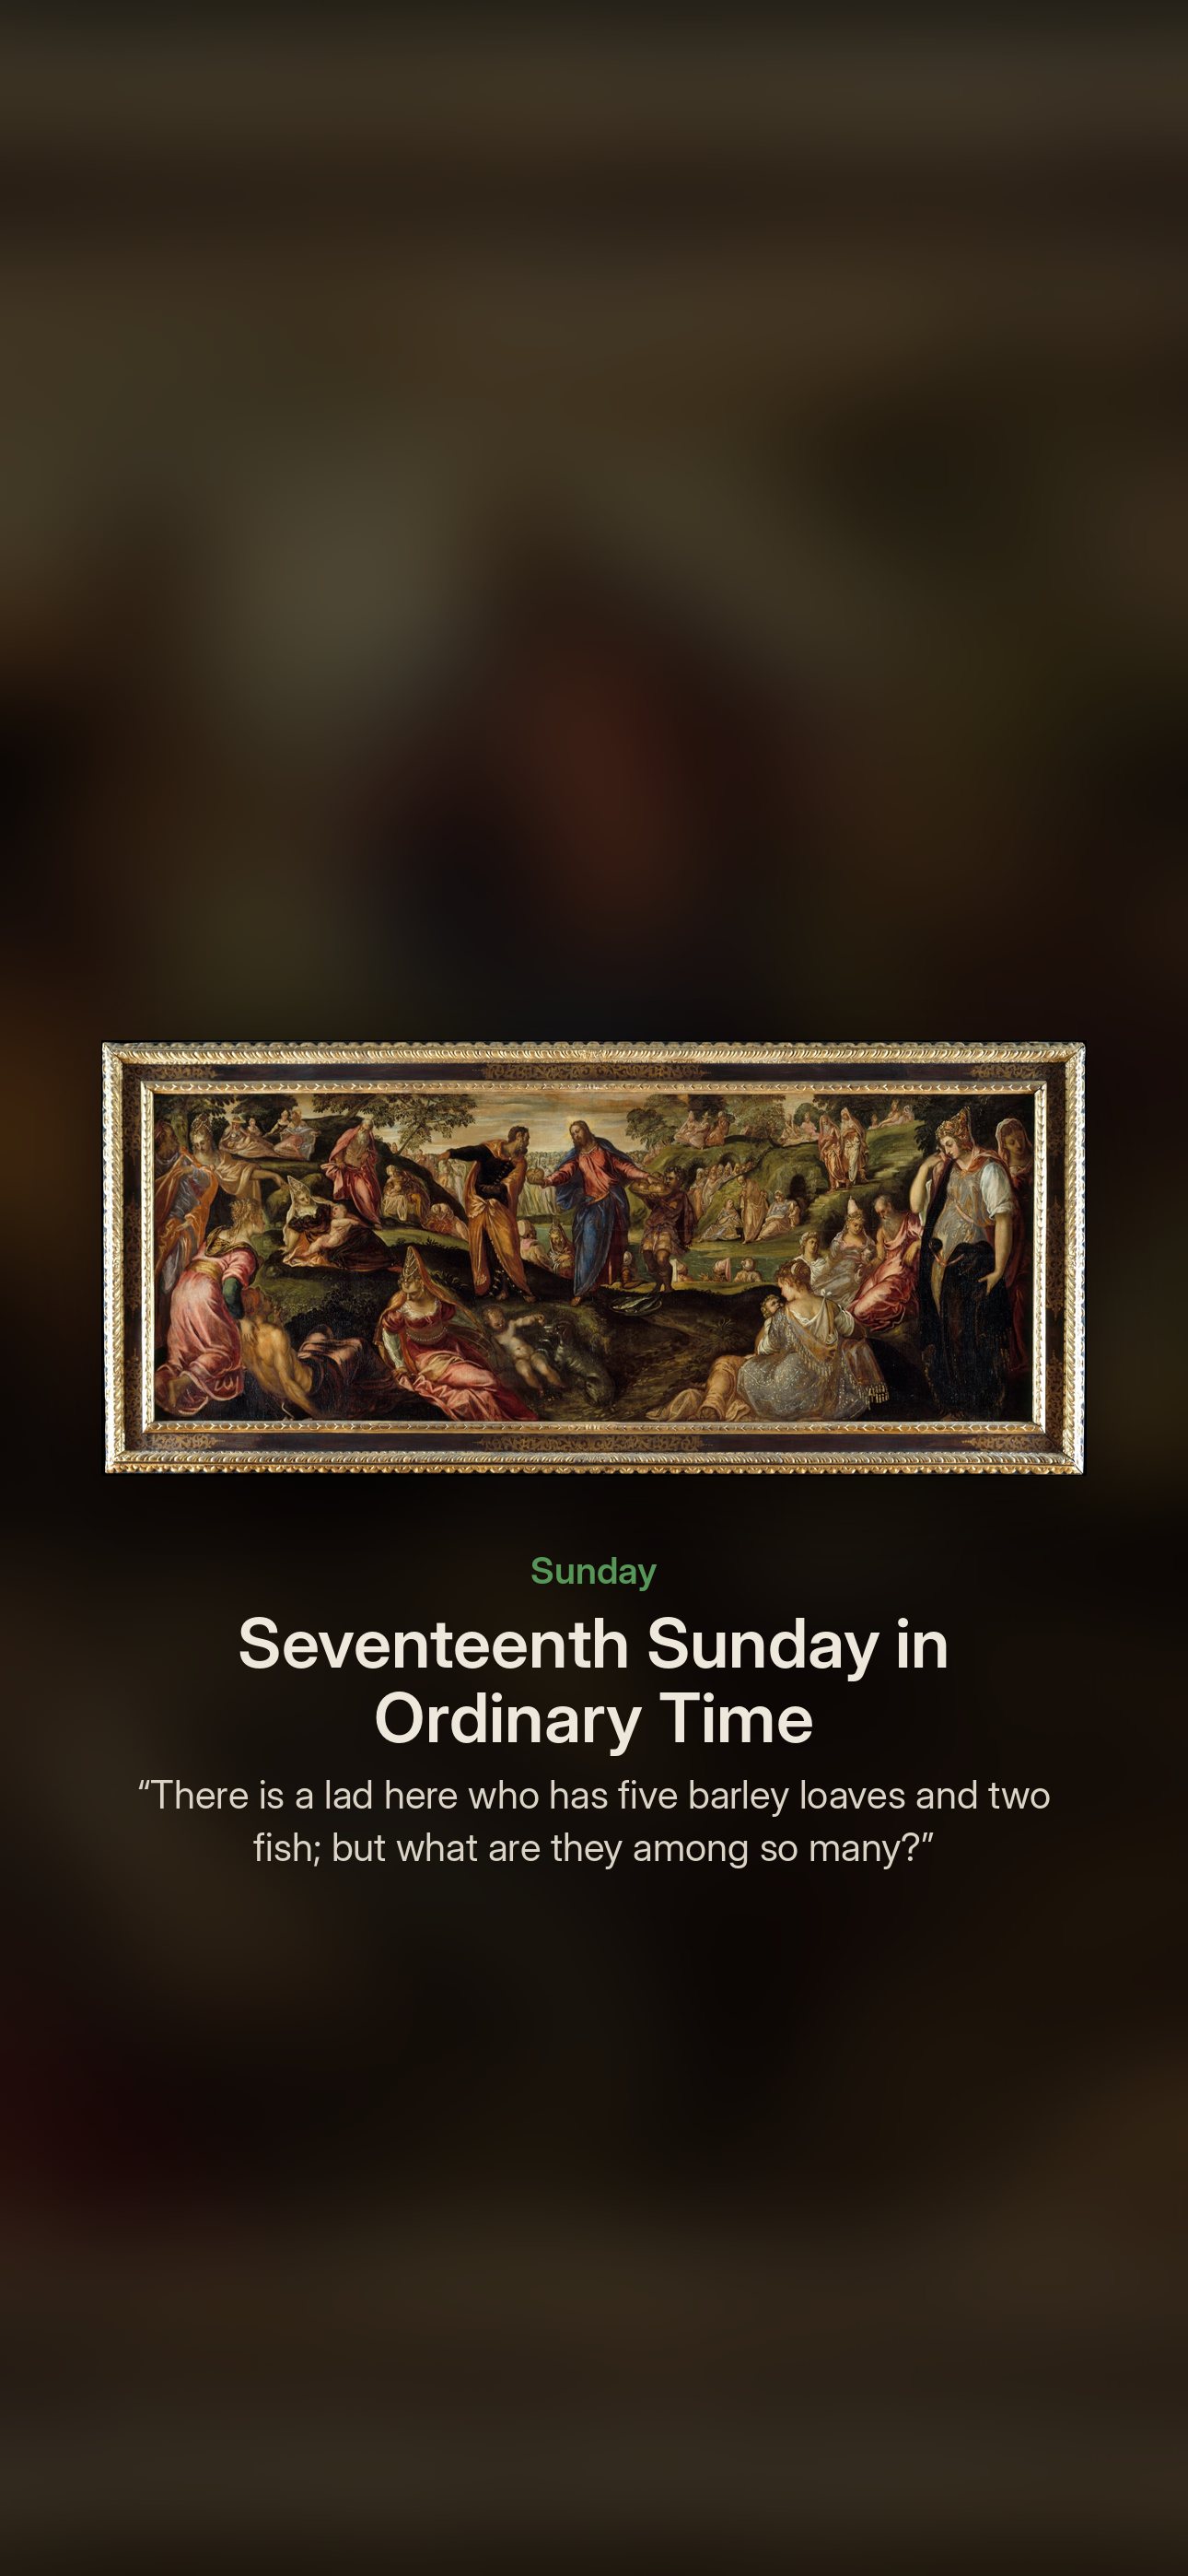 Sunday
Seventeenth Sunday in
Ordinary Time
“There is a lad here who has five barley loaves and two
fish; but what are they among so many?”